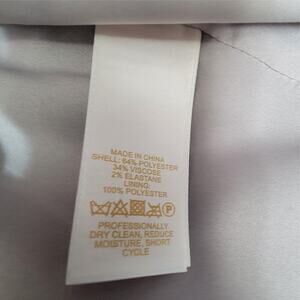 MADE IN CHINA
SHELL: 64% POLYESTER
34% VISCOSE
2% ELASTANE
LINING:
100% POLYESTER
P
PROFESSIONALLY
DRY CLEAN, REDUCE
MOISTURE, SHORT
CYCLE